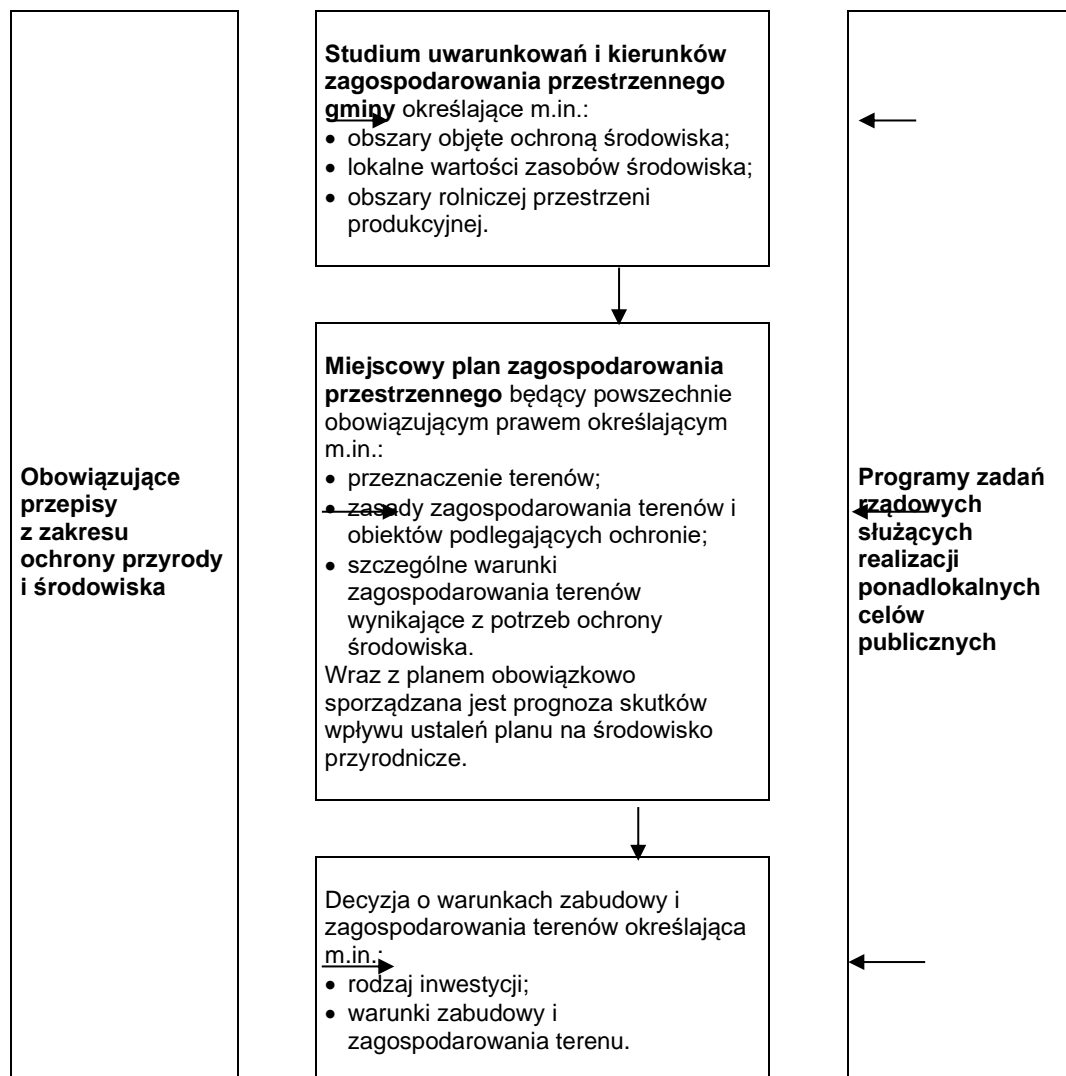 Studium uwarunkowań i kierunków
zagospodarowania przestrzennego
gminy określające m.in.:
• obszary objęte ochroną środowiska;
• lokalne wartości zasobów środowiska;
• obszary rolniczej przestrzeni
produkcyjnej.
Obowiązujące
przepisy
z zakresu
ochrony przyrody
i środowiska
Miejscowy plan zagospodarowania
przestrzennego będący powszechnie
obowiązującym prawem określającym
m.in.:
• przeznaczenie terenów;
• zasady zagospodarowania terenów i
obiektów podlegających ochronie;
• szczególne warunki
zagospodarowania terenów
wynikające z potrzeb ochrony
środowiska.
Wraz z planem obowiązkowo
sporządzana jest prognoza skutków
wpływu ustaleń planu na środowisko
przyrodnicze.
Programy zadań
rządowych
służących
realizacji
ponadlokalnych
celów
publicznych
Decyzja o warunkach zabudowy i
zagospodarowania terenów określająca
m.in.:
• rodzaj inwestycji;
• warunki zabudowy i
zagospodarowania terenu.